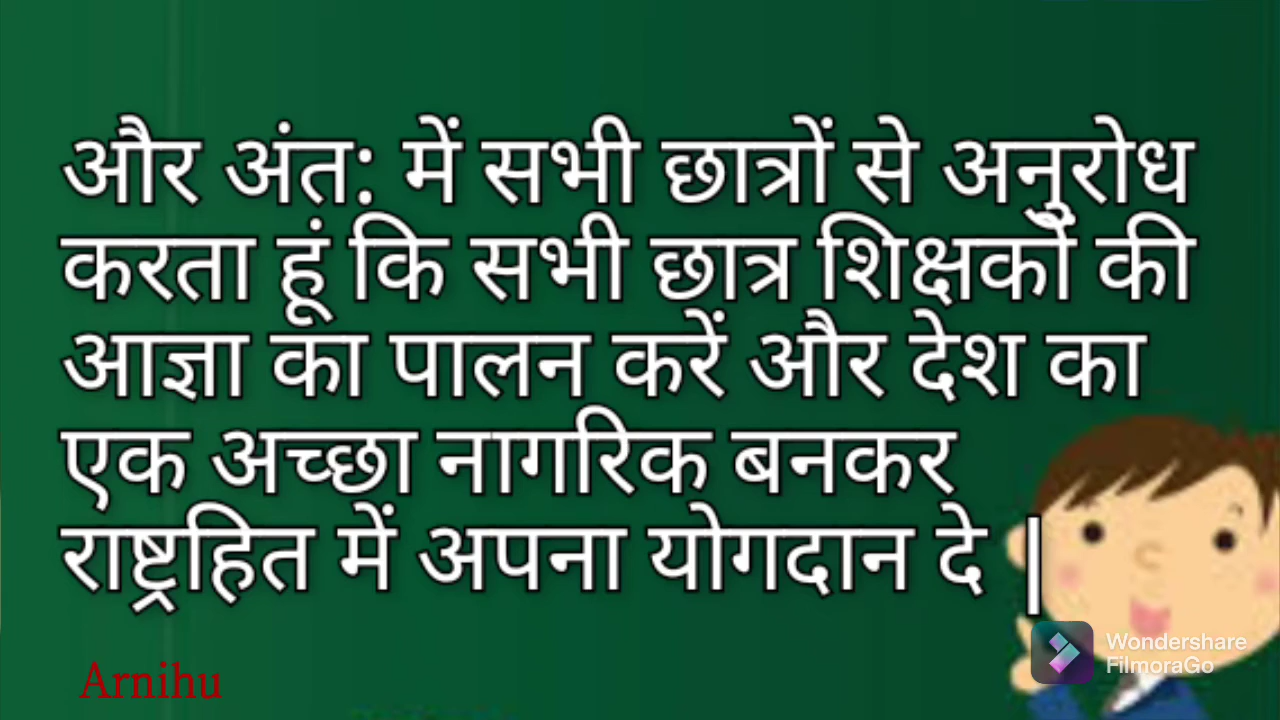 और अंत: में सभी छात्रों से अनुरोध
करता हूं कि सभी छात्र शिक्षकों की
आज्ञा का पालन करें और देश का
एक अच्छा नागरिक बनकर
राष्ट्रहित में अपना योगदान दे |
Wondershare
FilmoraGo
Arnihu